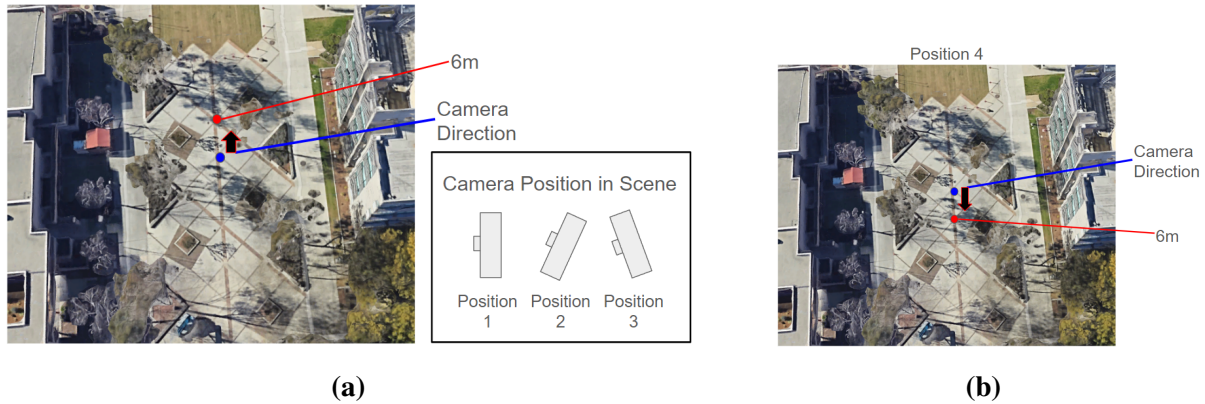 6m
Camera
Direction
Camera Position in Scene
Position
1
Position
2
Position
3
(a)
Position 4
Camera
Direction
6m
(b)